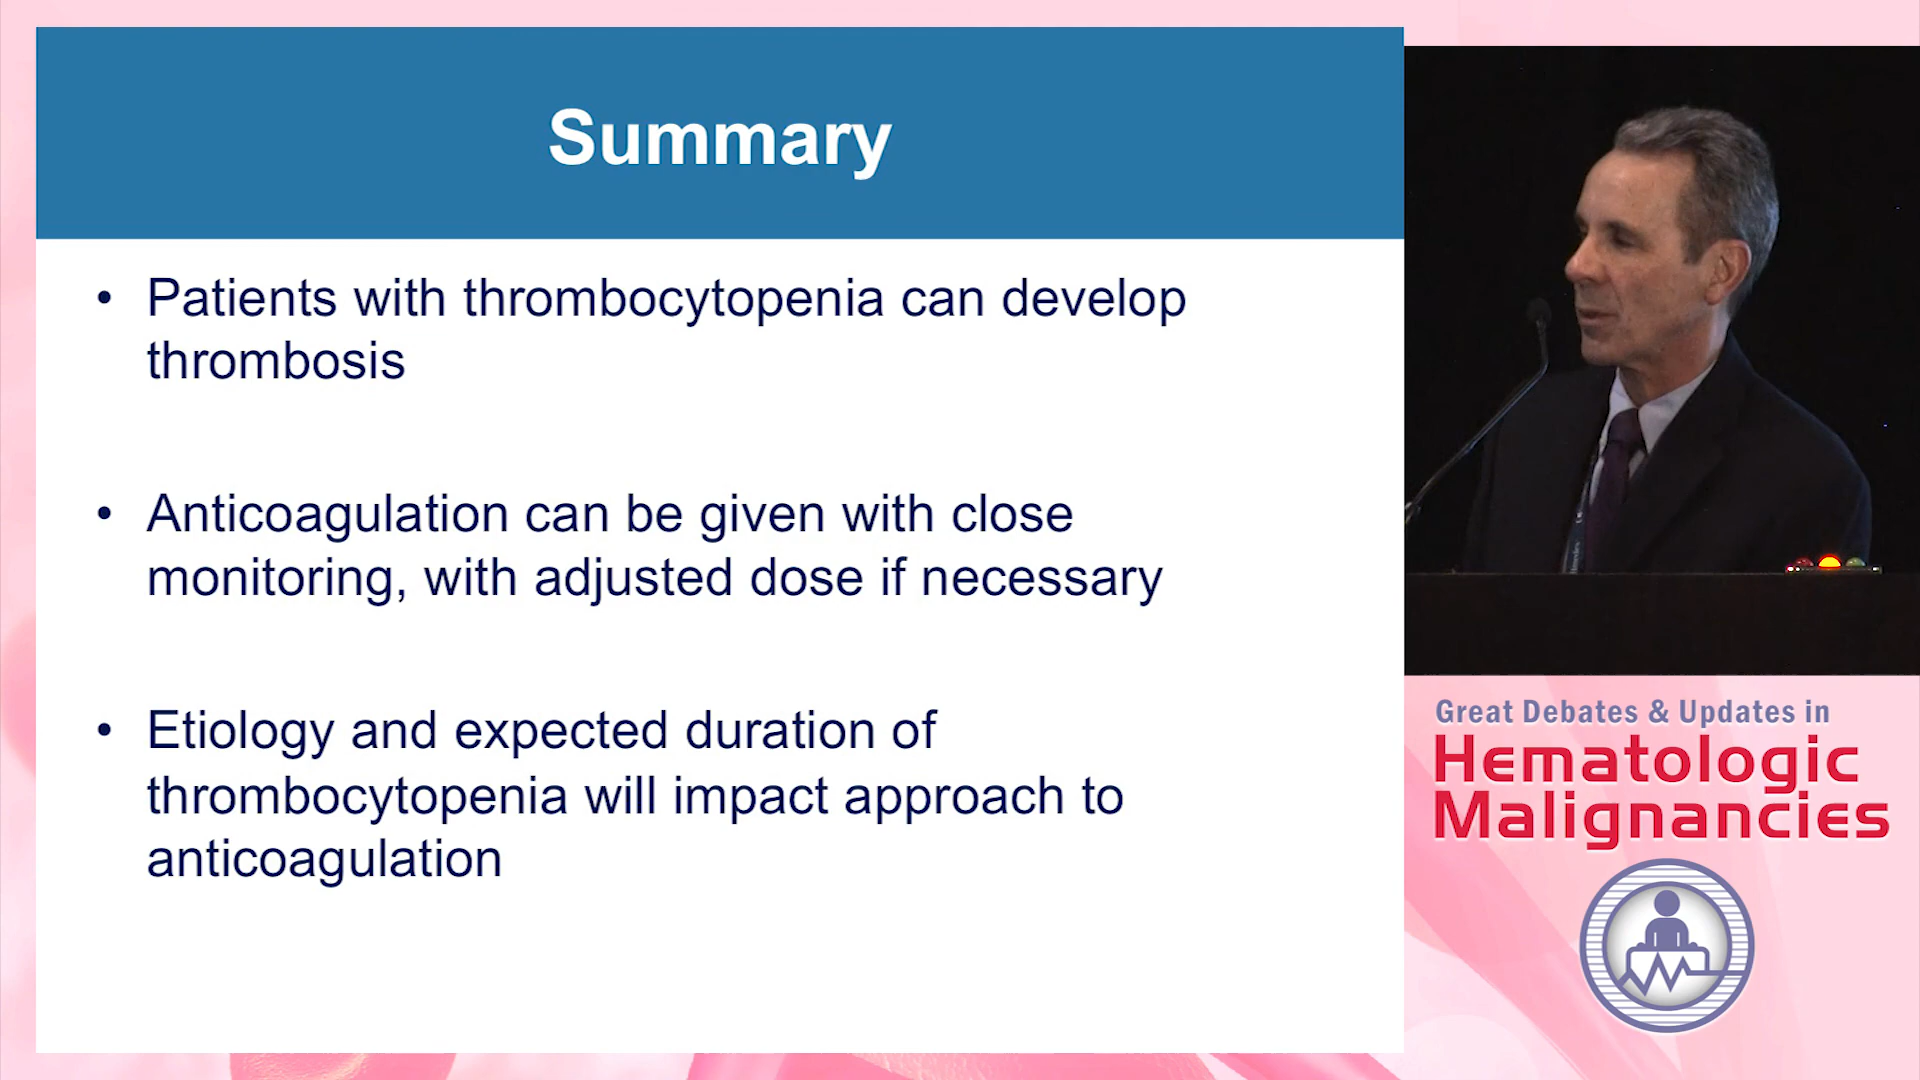 Summary
• Patients with thrombocytopenia can develop
thrombosis
• Anticoagulation can be given with close
monitoring, with adjusted dose if necessary
• Etiology and expected duration of
thrombocytopenia will impact approach to
anticoagulation
Great Debates & Updates in
Hematologic
Malignancies